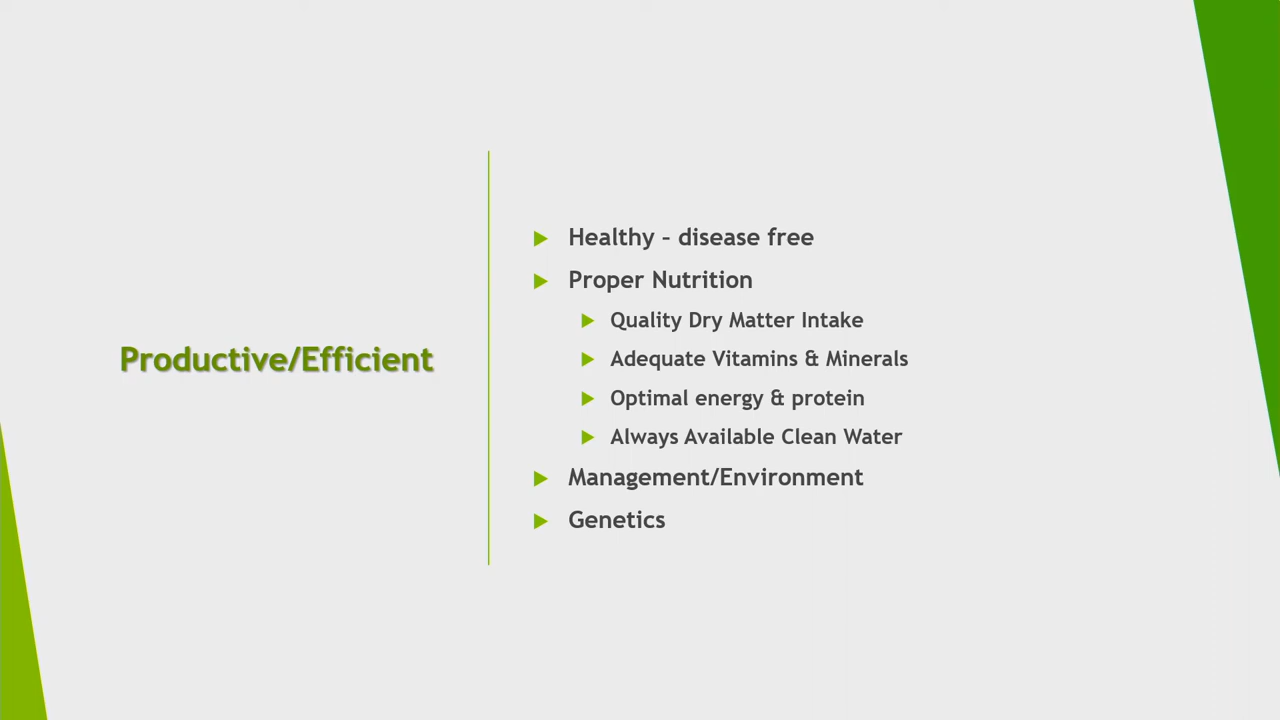 Productive/Efficient
Healthy – disease free
Proper Nutrition
Quality Dry Matter Intake
Adequate Vitamins & Minerals
Optimal energy & protein
Always Available Clean Water
Management/Environment
Genetics